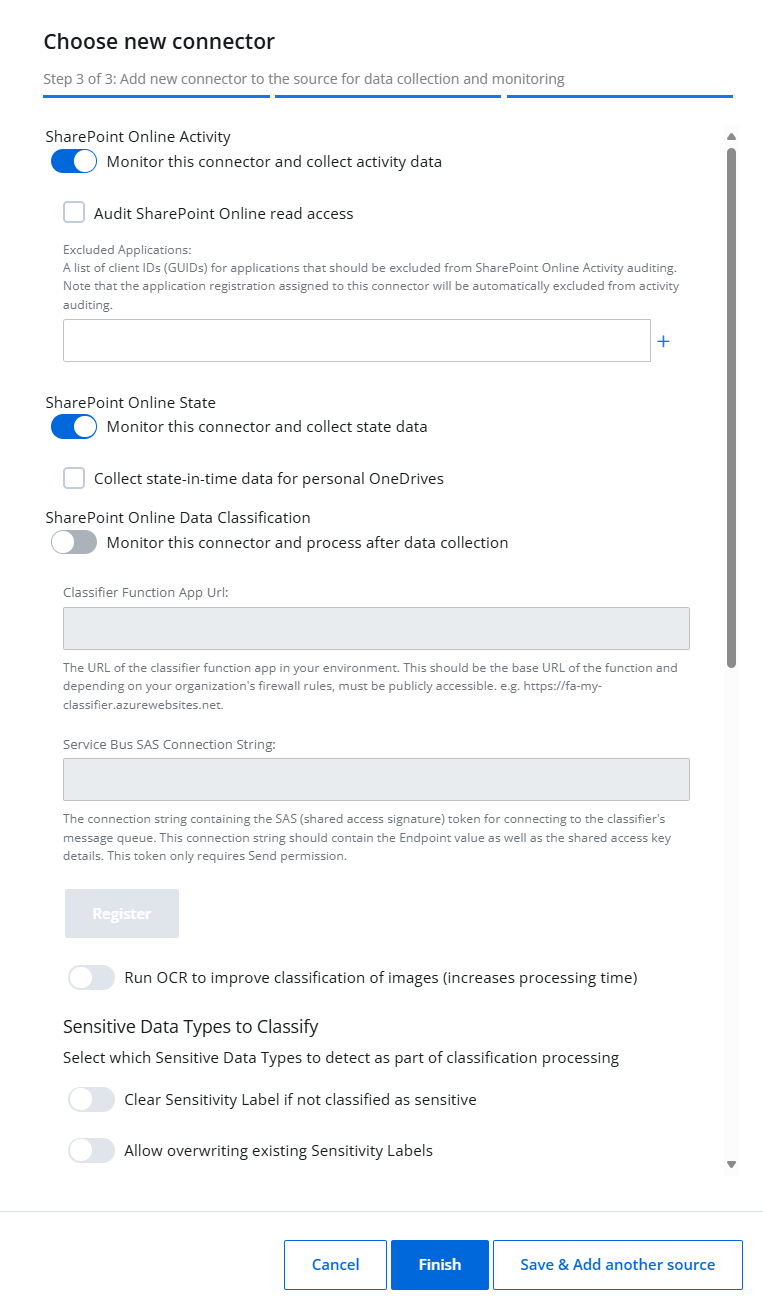 Choose new connector
Step 3 of 3: Add new connector to the source for data collection and monitoring
SharePoint Online Activity
Monitor this connector and collect activity data
Audit SharePoint Online read access
Excluded Applications:
A list of client IDs (GUIDs) for applications that should be excluded from SharePoint Online Activity auditing.
Note that the application registration assigned to this connector will be automatically excluded from activity
auditing.
+
SharePoint Online State
Monitor this connector and collect state data
Collect state-in-time data for personal OneDrives
SharePoint Online Data Classification
Monitor this connector and process after data collection
Classifier Function App Url:
The URL of the classifier function app in your environment. This should be the base URL of the function and
depending on your organization's firewall rules, must be publicly accessible. e.g. https://fa-my-
classifier.azurewebsites.net.
Service Bus SAS Connection String:
The connection string containing the SAS (shared access signature) token for connecting to the classifier's
message queue. This connection string should contain the Endpoint value as well as the shared access key
details. This token only requires Send permission.
Register
Run OCR to improve classification of images (increases processing time)
Sensitive Data Types to Classify
Select which Sensitive Data Types to detect as part of classification processing
Clear Sensitivity Label if not classified as sensitive
Allow overwriting existing Sensitivity Labels
Cancel
Finish
Save & Add another source